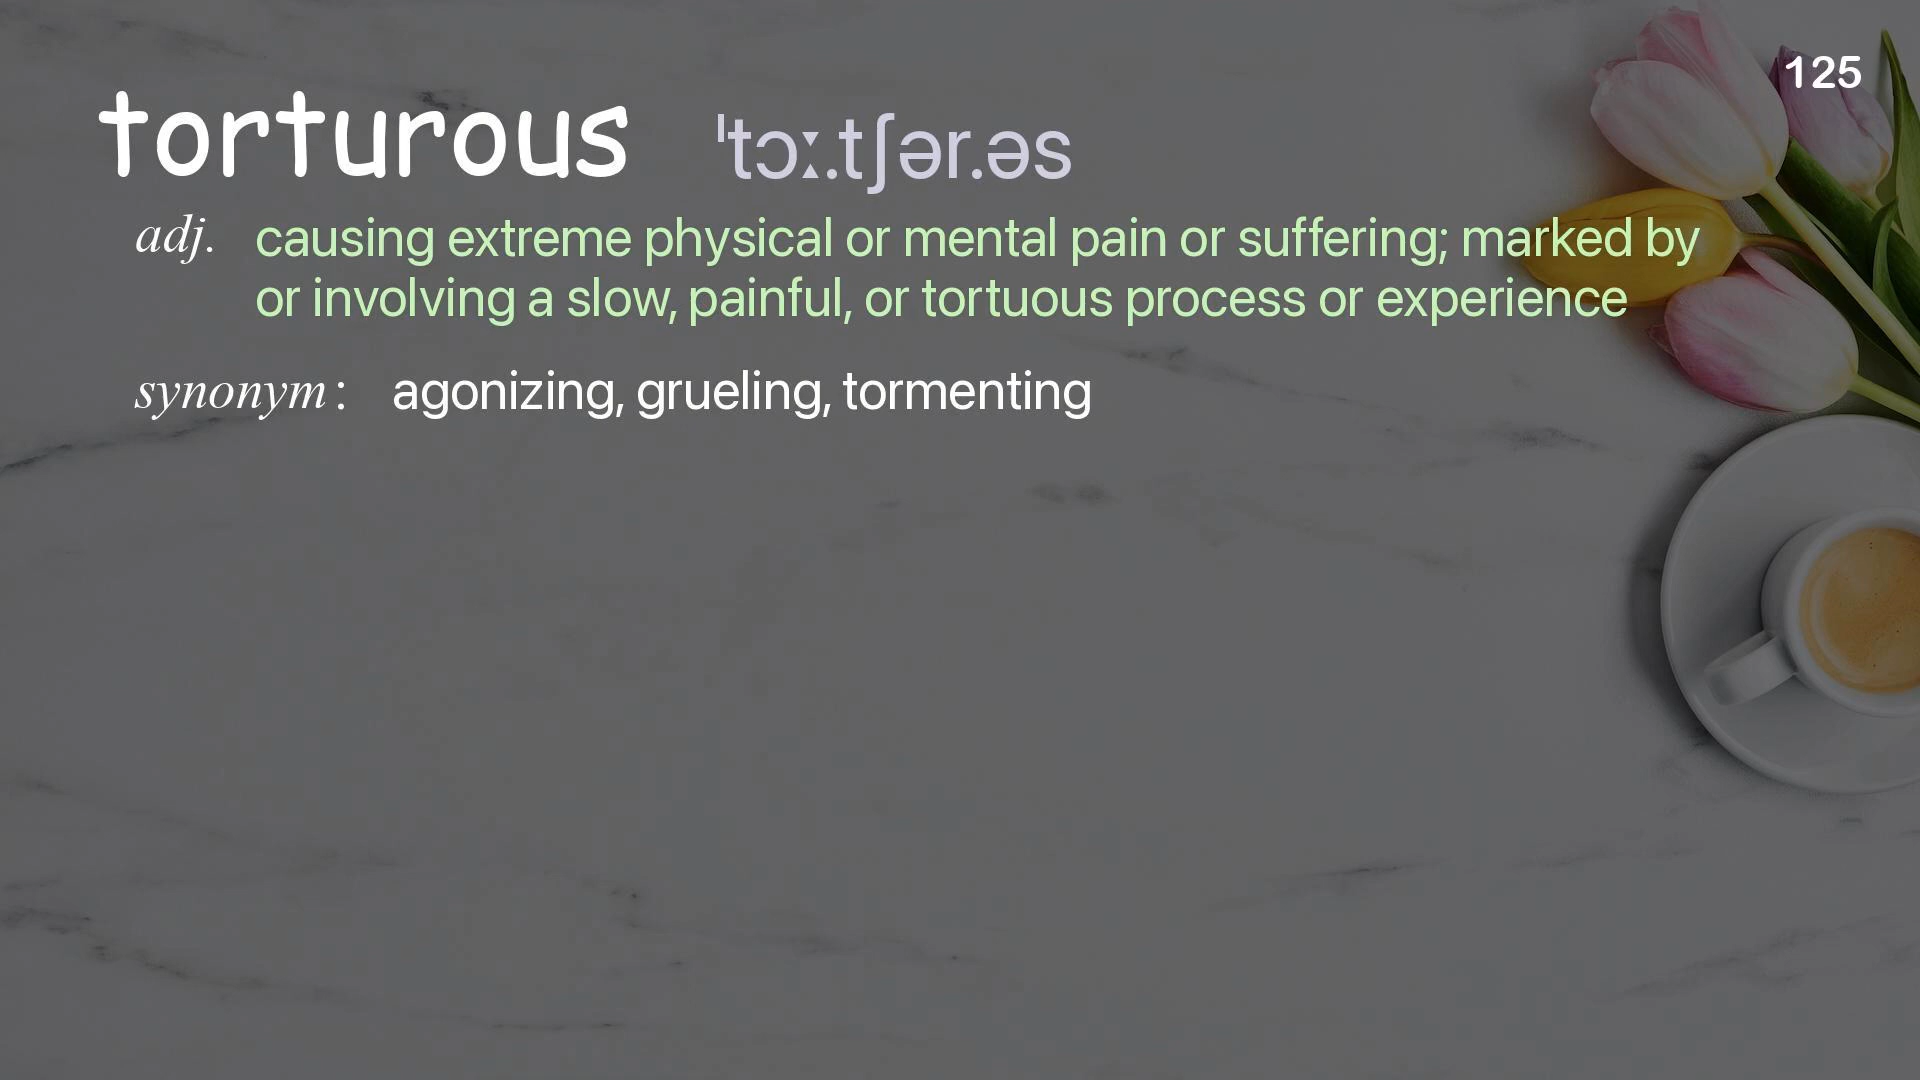 125
torturous ˈtɔː.tʃər.əs
adj. causing extreme physical or mental pain or suffering; marked by
or involving a slow, painful, or tortuous process or experience
synonym: agonizing, grueling, tormenting